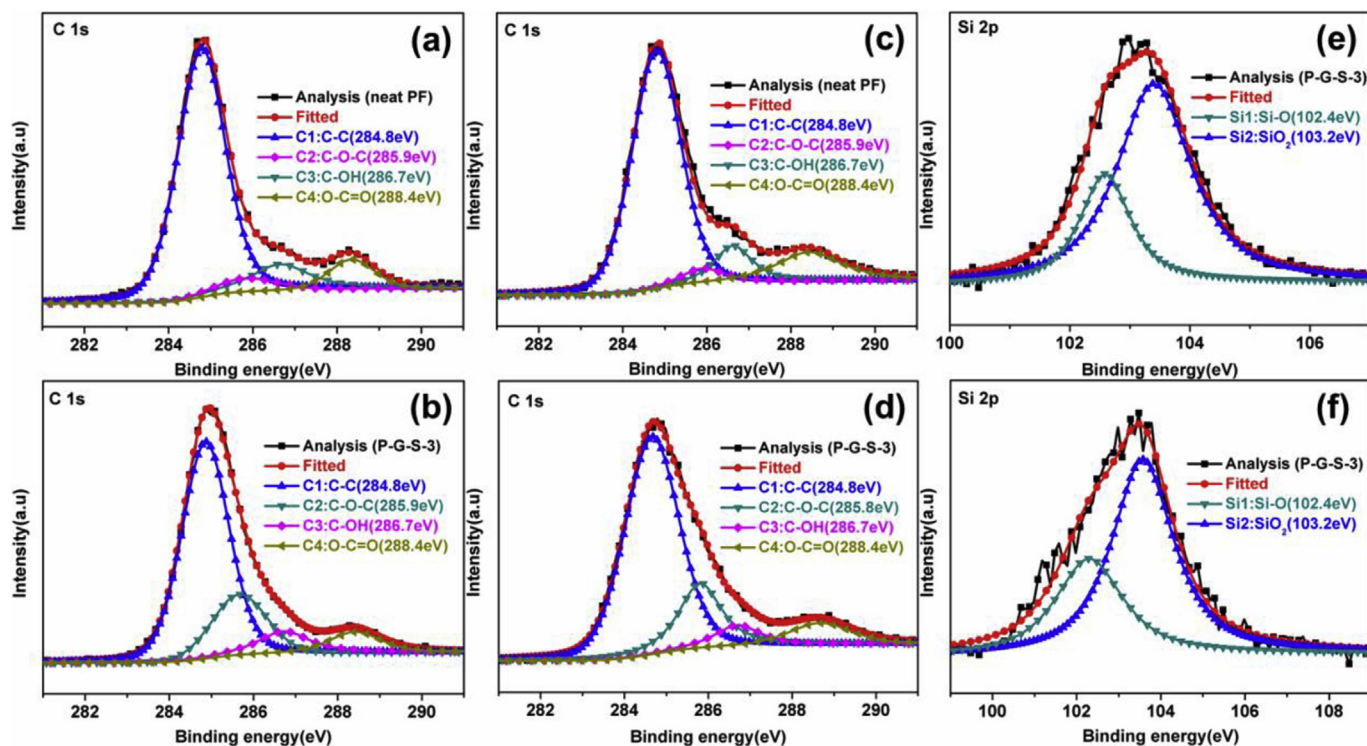 C 1s
(a)
Analysis (neat PF)
Fitted
C1:C-C(284.8eV)
C2:C-O-C(285.9eV)
C3:C-OH(286.7eV)
C4:O-C=O(288.4eV)
Intensity(a.u)
282 284 286 288 290
Binding energy(eV)
C 1s
(c)
Analysis (neat PF)
Fitted
C1:C-C(284.8eV)
C2:C-O-C(285.9eV)
C3:C-OH(286.7eV)
C4:O-C=O(288.4eV)
Intensity(a.u)
282 284 286 288 290
Binding energy(eV)
Si 2p
(e)
Analysis (P-G-S-3)
Fitted
Si1:Si-O(102.4eV)
Si2:SiO₂(103.2eV)
Intensity(a.u)
100 102 104 106
Binding energy(eV)
C 1s
(b)
Analysis (P-G-S-3)
Fitted
C1:C-C(284.8eV)
C2:C-O-C(285.9eV)
C3:C-OH(286.7eV)
C4:O-C=O(288.4eV)
Intensity(a.u)
282 284 286 288 290
Binding energy(eV)
C 1s
(d)
Analysis (P-G-S-3)
Fitted
C1:C-C(284.8eV)
C2:C-O-C(285.8eV)
C3:C-OH(286.7eV)
C4:O-C=O(288.4eV)
Intensity(a.u)
282 284 286 288 290
Binding energy(eV)
Si 2p
(f)
Analysis (P-G-S-3)
Fitted
Si1:Si-O(102.4eV)
Si2:SiO₂(103.2eV)
Intensity(a.u)
100 102 104 106 108
Binding energy(eV)